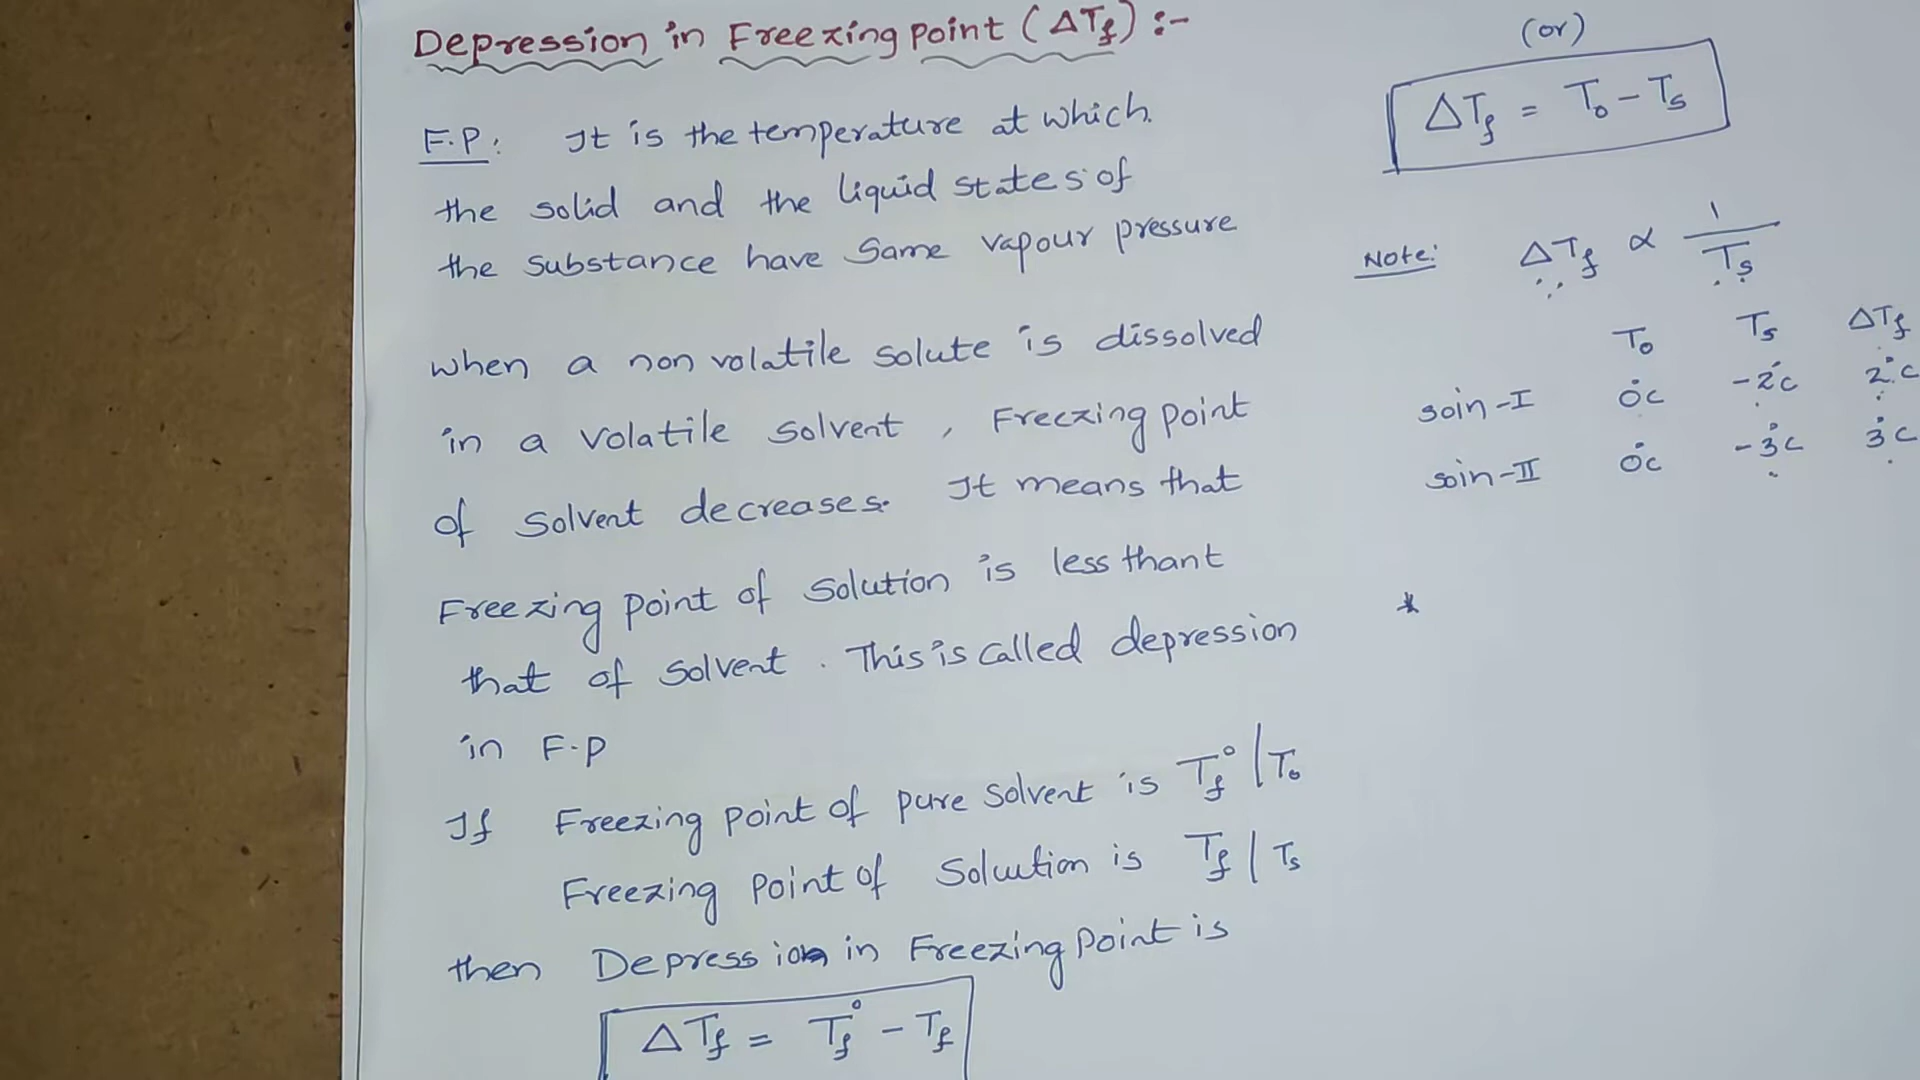 Depression in Freezing point (ΔTf) :-
F.P: It is the temperature at which
the solid and the liquid states of
the substance have same vapour pressure
when a non volatile solute is dissolved
in a volatile solvent, Freezing point
of solvent decreases. It means that
Freezing point of solution is less thant
that of solvent. This is called depression
in F.P
If Freezing point of pure solvent is Tf° | To
Freezing point of Solcution is Tf | Ts
then Depression in Freezing point is
ΔTf = Tf° - Tf
(or)
ΔTf = To - Ts
Note: ΔTf ∝ 1/Ts
To Ts ΔTf
soin-I 0°C -2°C 2°C
soin-II 0°C -3°C 3°C
*